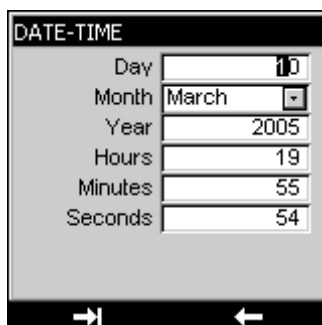 DATE-TIME
Day 10
Month March
Year 2005
Hours 19
Minutes 55
Seconds 54